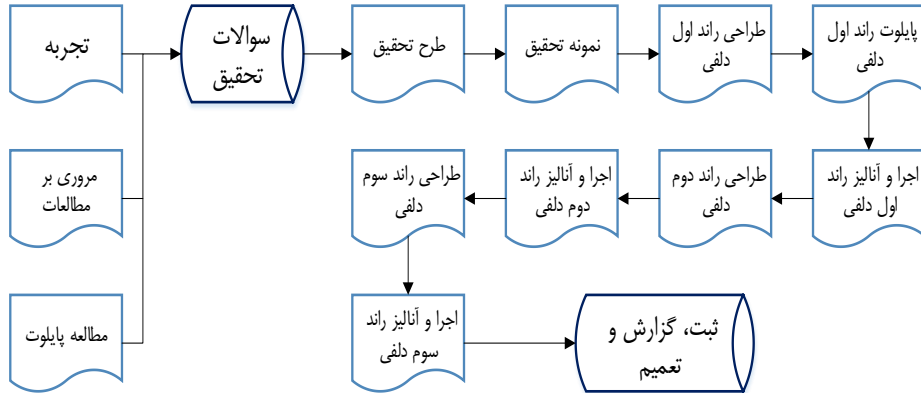 تجربه
سوالات
تحقیق
طرح تحقیق
نمونه تحقیق
طراحی راند اول
دلفی
پایلوت راند اول
دلفی
مروری بر
مطالعات
طراحی راند سوم
دلفی
اجرا و آنالیز راند
دوم دلفی
طراحی راند دوم
دلفی
اجرا و آنالیز راند
اول دلفی
مطالعه پایلوت
اجرا و آنالیز راند
سوم دلفی
ثبت، گزارش و
تعمیم